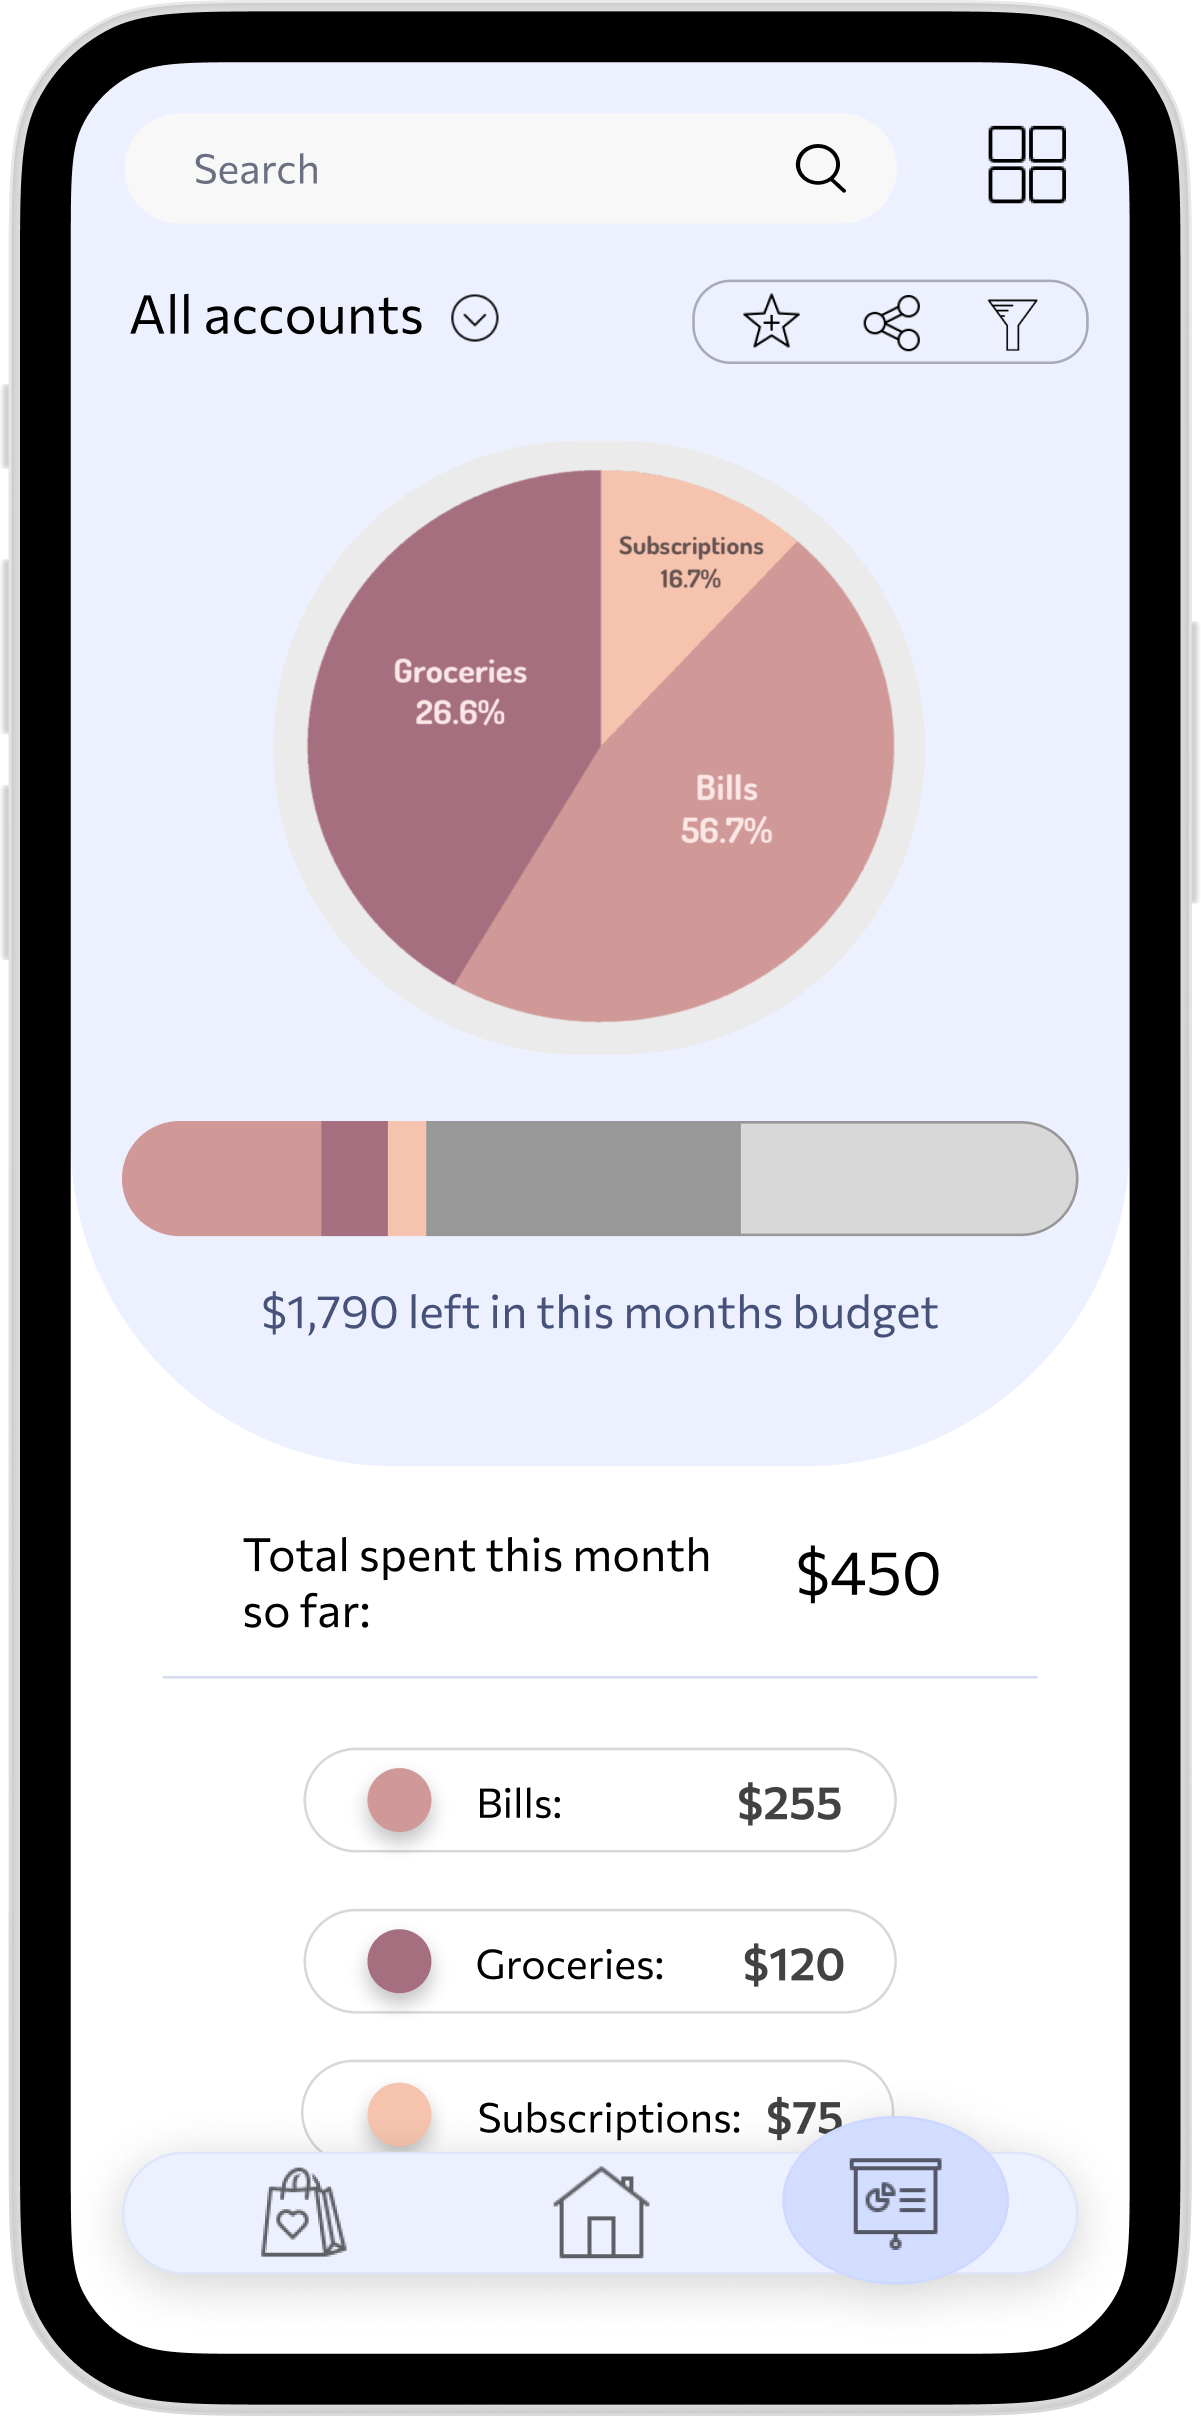 Search
All accounts
Subscriptions
16.7%
Groceries
26.6%
Bills
56.7%
$1,790 left in this months budget
Total spent this month
so far:
$450
Bills: $255
Groceries: $120
Subscriptions: $75